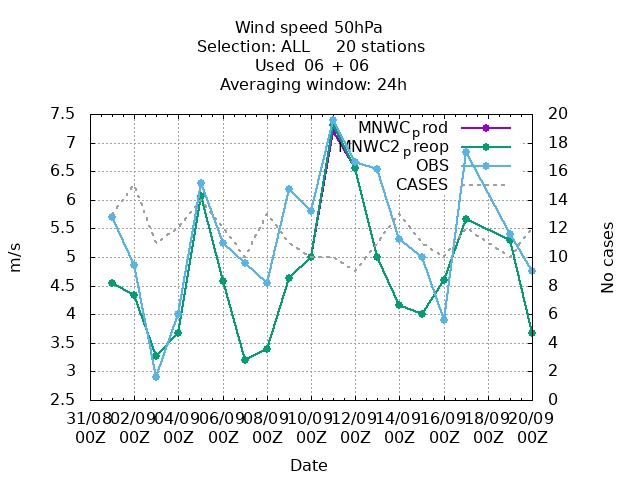 Wind speed 50hPa
Selection: ALL     20 stations
Used  06 + 06
Averaging window: 24h
7.5
7
6.5
6
5.5
5
4.5
4
3.5
3
2.5
m/s
20
18
16
14
12
10
8
6
4
2
0
No cases
MNWCprod
MNWC2preop
OBS
CASES
31/08 02/09 04/09 06/09 08/09 10/09 12/09 14/09 16/09 18/09 20/09
00Z 00Z 00Z 00Z 00Z 00Z 00Z 00Z 00Z 00Z 00Z
Date